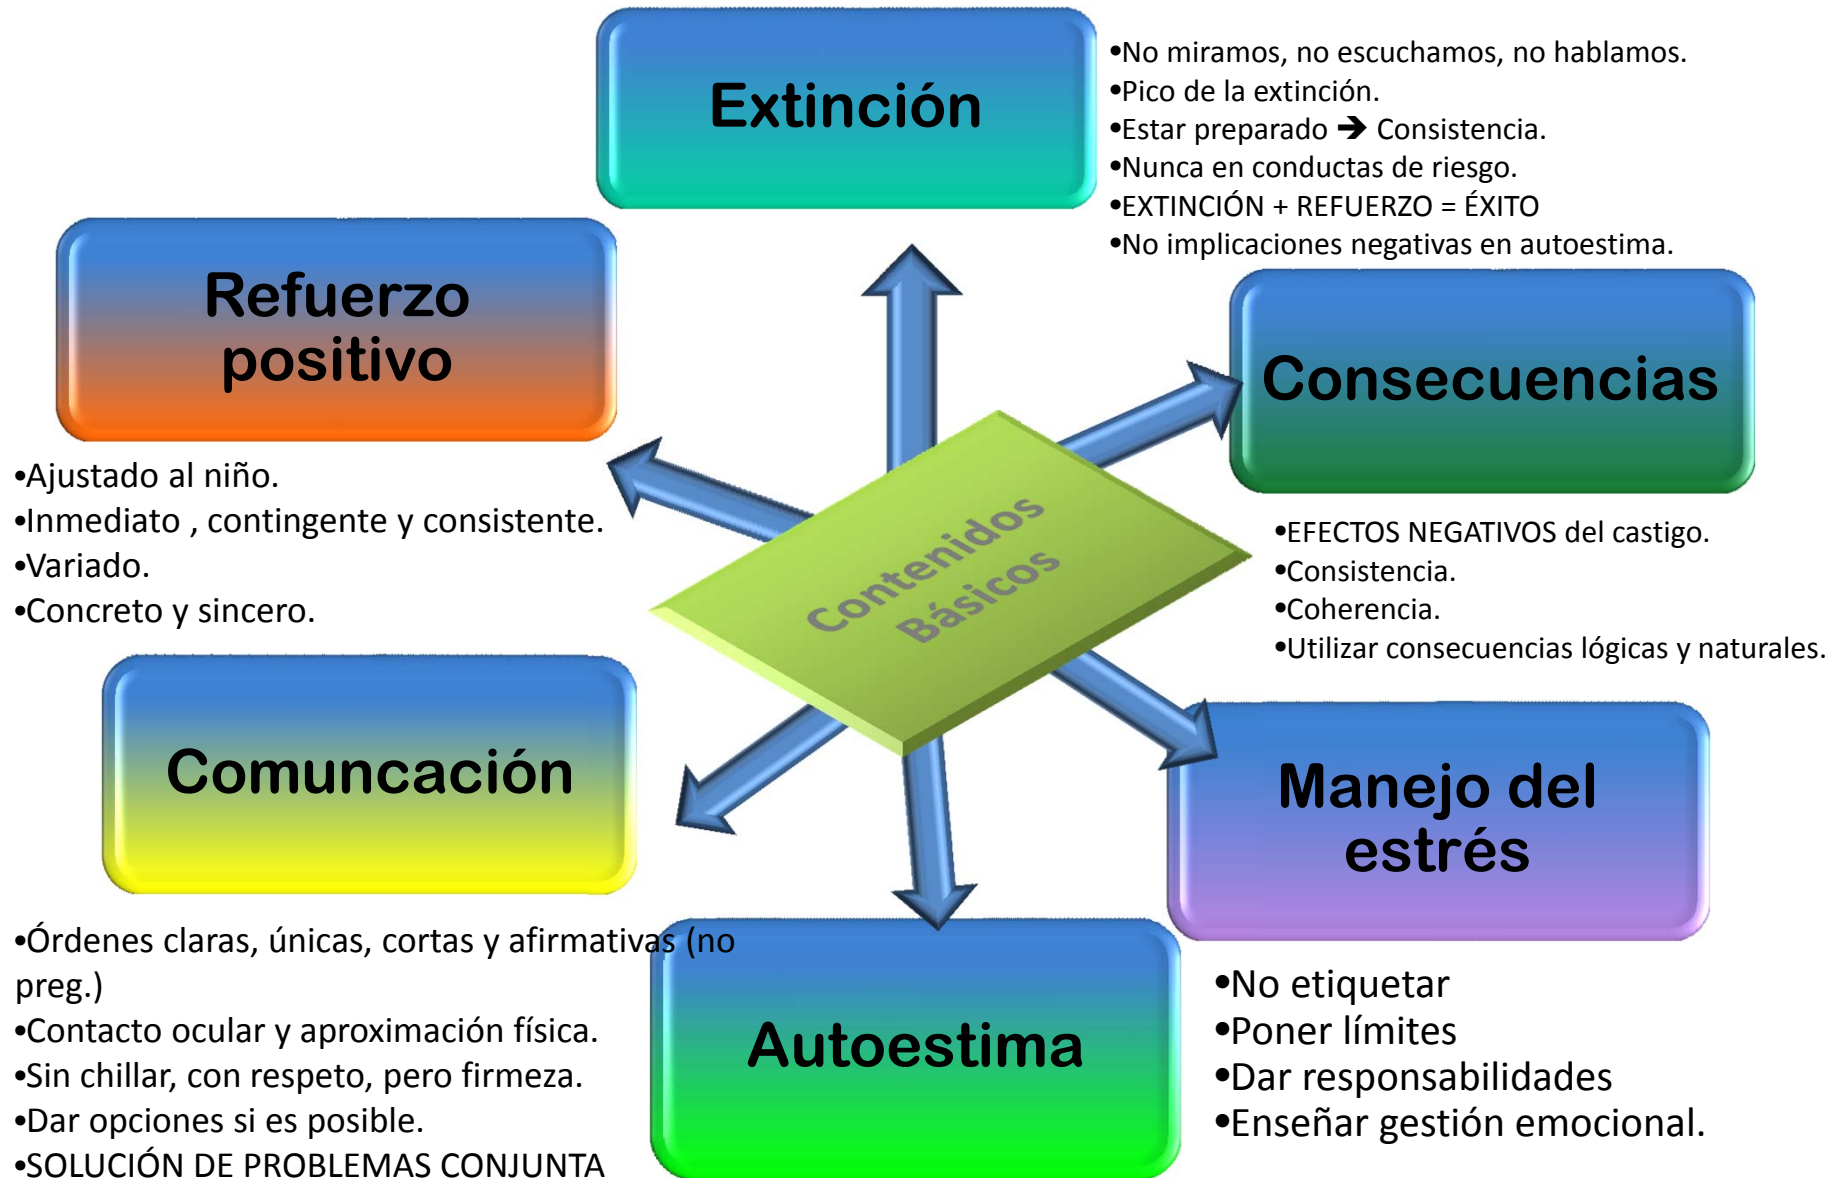 Extinción
•No miramos, no escuchamos, no hablamos.
•Pico de la extinción.
•Estar preparado ➔ Consistencia.
•Nunca en conductas de riesgo.
•EXTINCIÓN + REFUERZO = ÉXITO
•No implicaciones negativas en autoestima.
Refuerzo
positivo
•Ajustado al niño.
•Inmediato , contingente y consistente.
•Variado.
•Concreto y sincero.
Consecuencias
•EFECTOS NEGATIVOS del castigo.
•Consistencia.
•Coherencia.
•Utilizar consecuencias lógicas y naturales.
Contenidos
Básicos
Comuncación
•Órdenes claras, únicas, cortas y afirmativas (no
preg.)
•Contacto ocular y aproximación física.
•Sin chillar, con respeto, pero firmeza.
•Dar opciones si es posible.
•SOLUCIÓN DE PROBLEMAS CONJUNTA
Autoestima
Manejo del
estrés
•No etiquetar
•Poner límites
•Dar responsabilidades
•Enseñar gestión emocional.